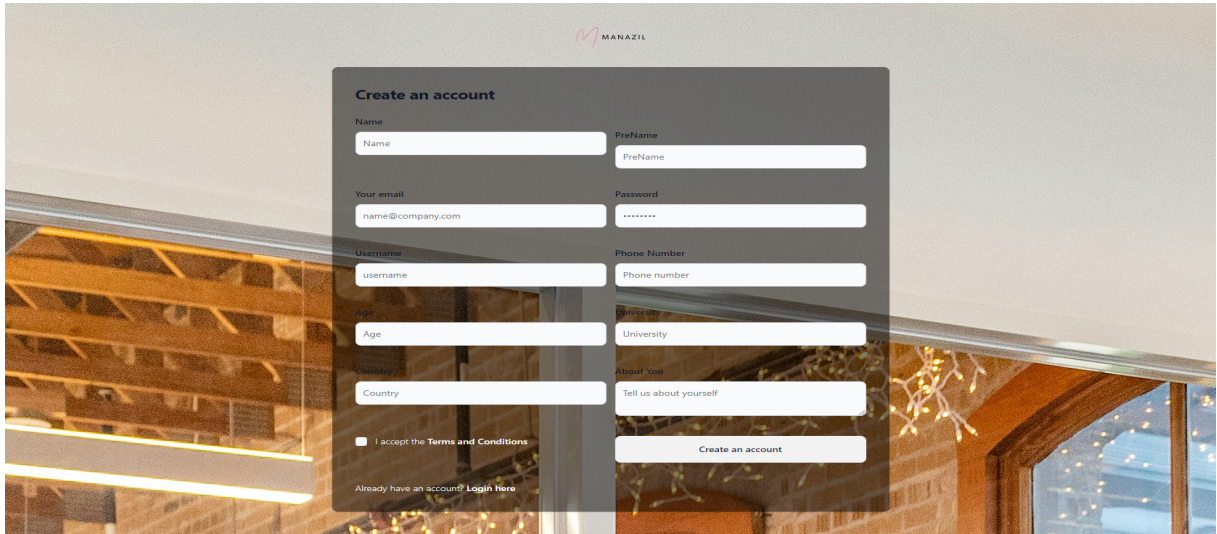 MANAZIL
Create an account
Name
Name
PreName
PreName
Your email
name@company.com
Password
••••••••
Username
username
Phone Number
Phone number
Age
Age
University
University
Country
Country
About You
Tell us about yourself
I accept the Terms and Conditions
Create an account
Already have an account? Login here